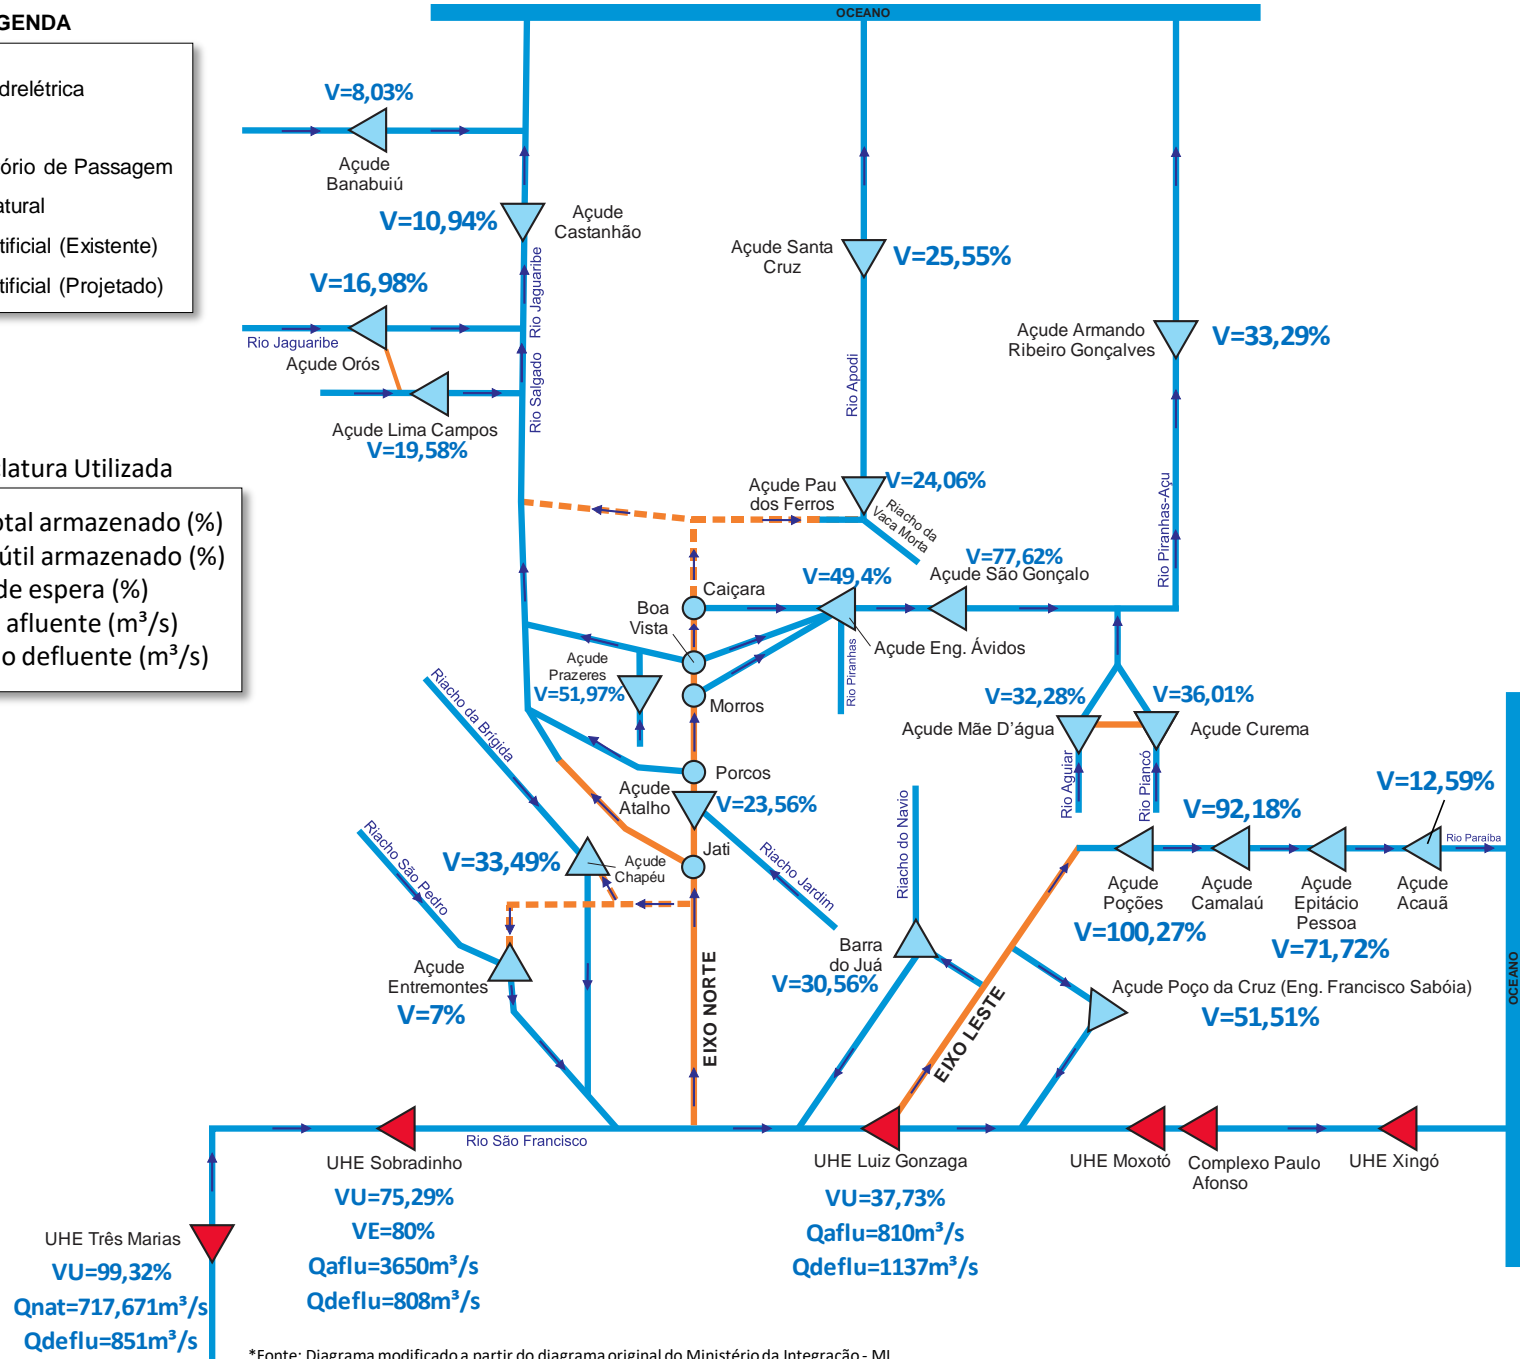 OCEANO
GENDA
drelétrica
ório de Passagem
atural
tificial (Existente)
tificial (Projetado)
V=8,03%
Açude
Banabuiú
V=10,94%
Açude
Castanhão
V=16,98%
Rio Jaguaribe
Açude Orós
Rio Jaguaribe
Rio Salgado
Açude Lima Campos
V=19,58%
Açude Santa
Cruz
V=25,55%
Rio Apodi
Açude Armando
Ribeiro Gonçalves
V=33,29%
Rio Piranhas-Açu
clatura Utilizada
otal armazenado (%)
útil armazenado (%)
de espera (%)
afluente (m³/s)
o defluente (m³/s)
Açude Pau
dos Ferros
V=24,06%
Riacho da
Vaca Morta
V=77,62%
Açude São Gonçalo
V=49,4%
Caiçara
Boa
Vista
Açude Eng. Ávidos
Rio Piranhas
Açude
Prazeres
V=51,97%
Morros
Riacho da Brígida
V=32,28%
Açude Mãe D'água
V=36,01%
Açude Curema
Rio Aguiar
Rio Piancó
Porcos
Açude
Atalho
V=23,56%
Jati
Riacho Jardim
Riacho do Navio
Riacho São Pedro
V=33,49%
Açude
Chapéu
V=12,59%
V=92,18%
Rio Paraíba
Açude
Poções
Açude
Camalaú
Açude
Epitácio
Pessoa
Açude
Acauã
V=100,27%
V=71,72%
Açude
Entremontes
V=7%
Barra
do Juá
V=30,56%
EIXO NORTE
EIXO LESTE
Açude Poço da Cruz (Eng. Francisco Sabóia)
V=51,51%
OCEANO
Rio São Francisco
UHE Sobradinho
VU=75,29%
VE=80%
Qaflu=3650m³/s
Qdeflu=808m³/s
UHE Luiz Gonzaga
VU=37,73%
Qaflu=810m³/s
Qdeflu=1137m³/s
UHE Moxotó
Complexo Paulo
Afonso
UHE Xingó
UHE Três Marias
VU=99,32%
Qnat=717,671m³/s
Qdeflu=851m³/s
*Fonte: Diagrama modificado a partir do diagrama original do Ministério da Integração - MI